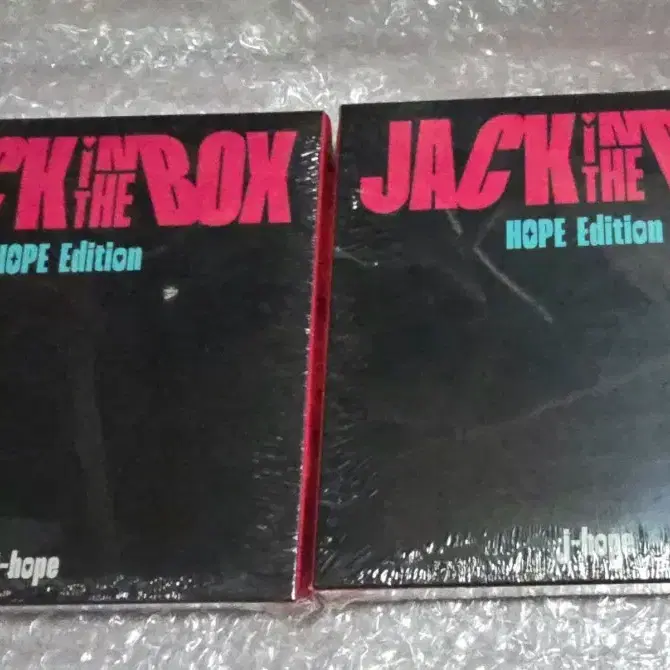 CK iN THE BOX
HOPE Edition
-hope
JACK iN THE
HOPE Edition
j-hope